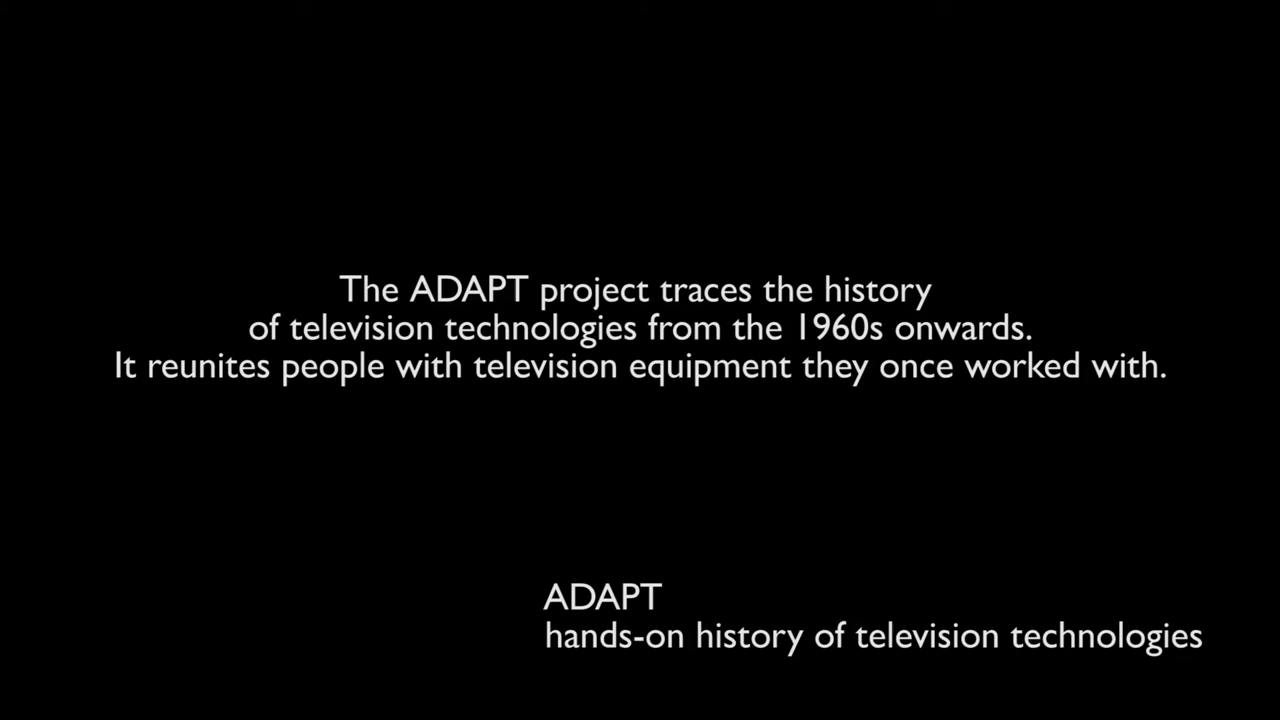 The ADAPT project traces the history
of television technologies from the 1960s onwards.
It reunites people with television equipment they once worked with.
ADAPT
hands-on history of television technologies